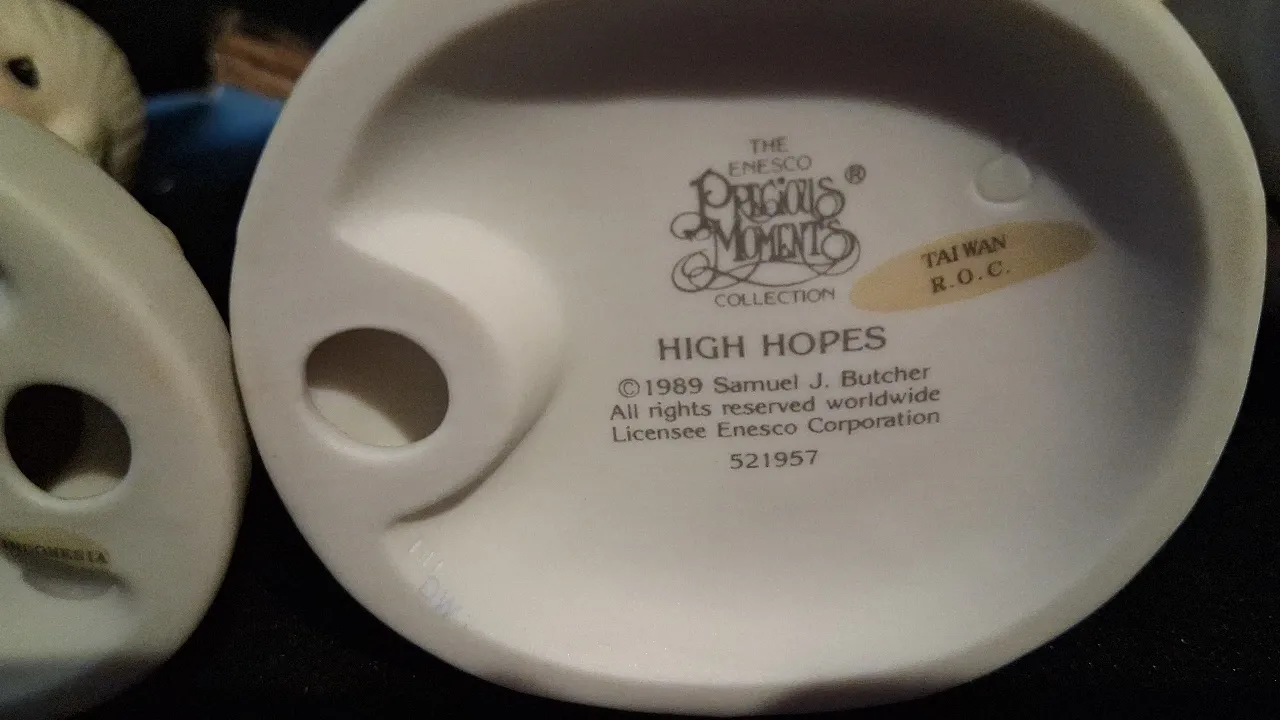 THE
ENESCO
PRECIOUS ®
MOMENTS
COLLECTION
TAIWAN
R.O.C.
HIGH HOPES
©1989 Samuel J. Butcher
All rights reserved worldwide
Licensee Enesco Corporation
521957
INDONESIA